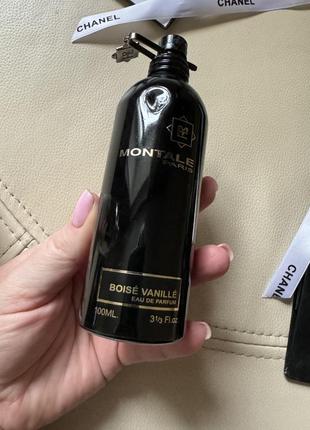 CHANEL
CHANEL
MONTALE
PARIS
BOISÉ VANILLÉ
EAU DE PARFUM
100ML.
3⅓ Fl.oz.
CHANEL